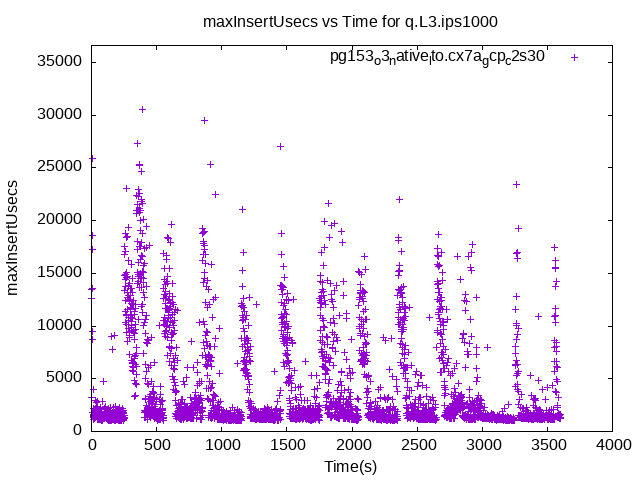 maxInsertUsecs vs Time for q.L3.ips1000
pg153_o3_native_lto.cx7a_gcp_c2s30
35000
30000
25000
20000
15000
10000
5000
0
maxInsertUsecs
0 500 1000 1500 2000 2500 3000 3500 4000
Time(s)